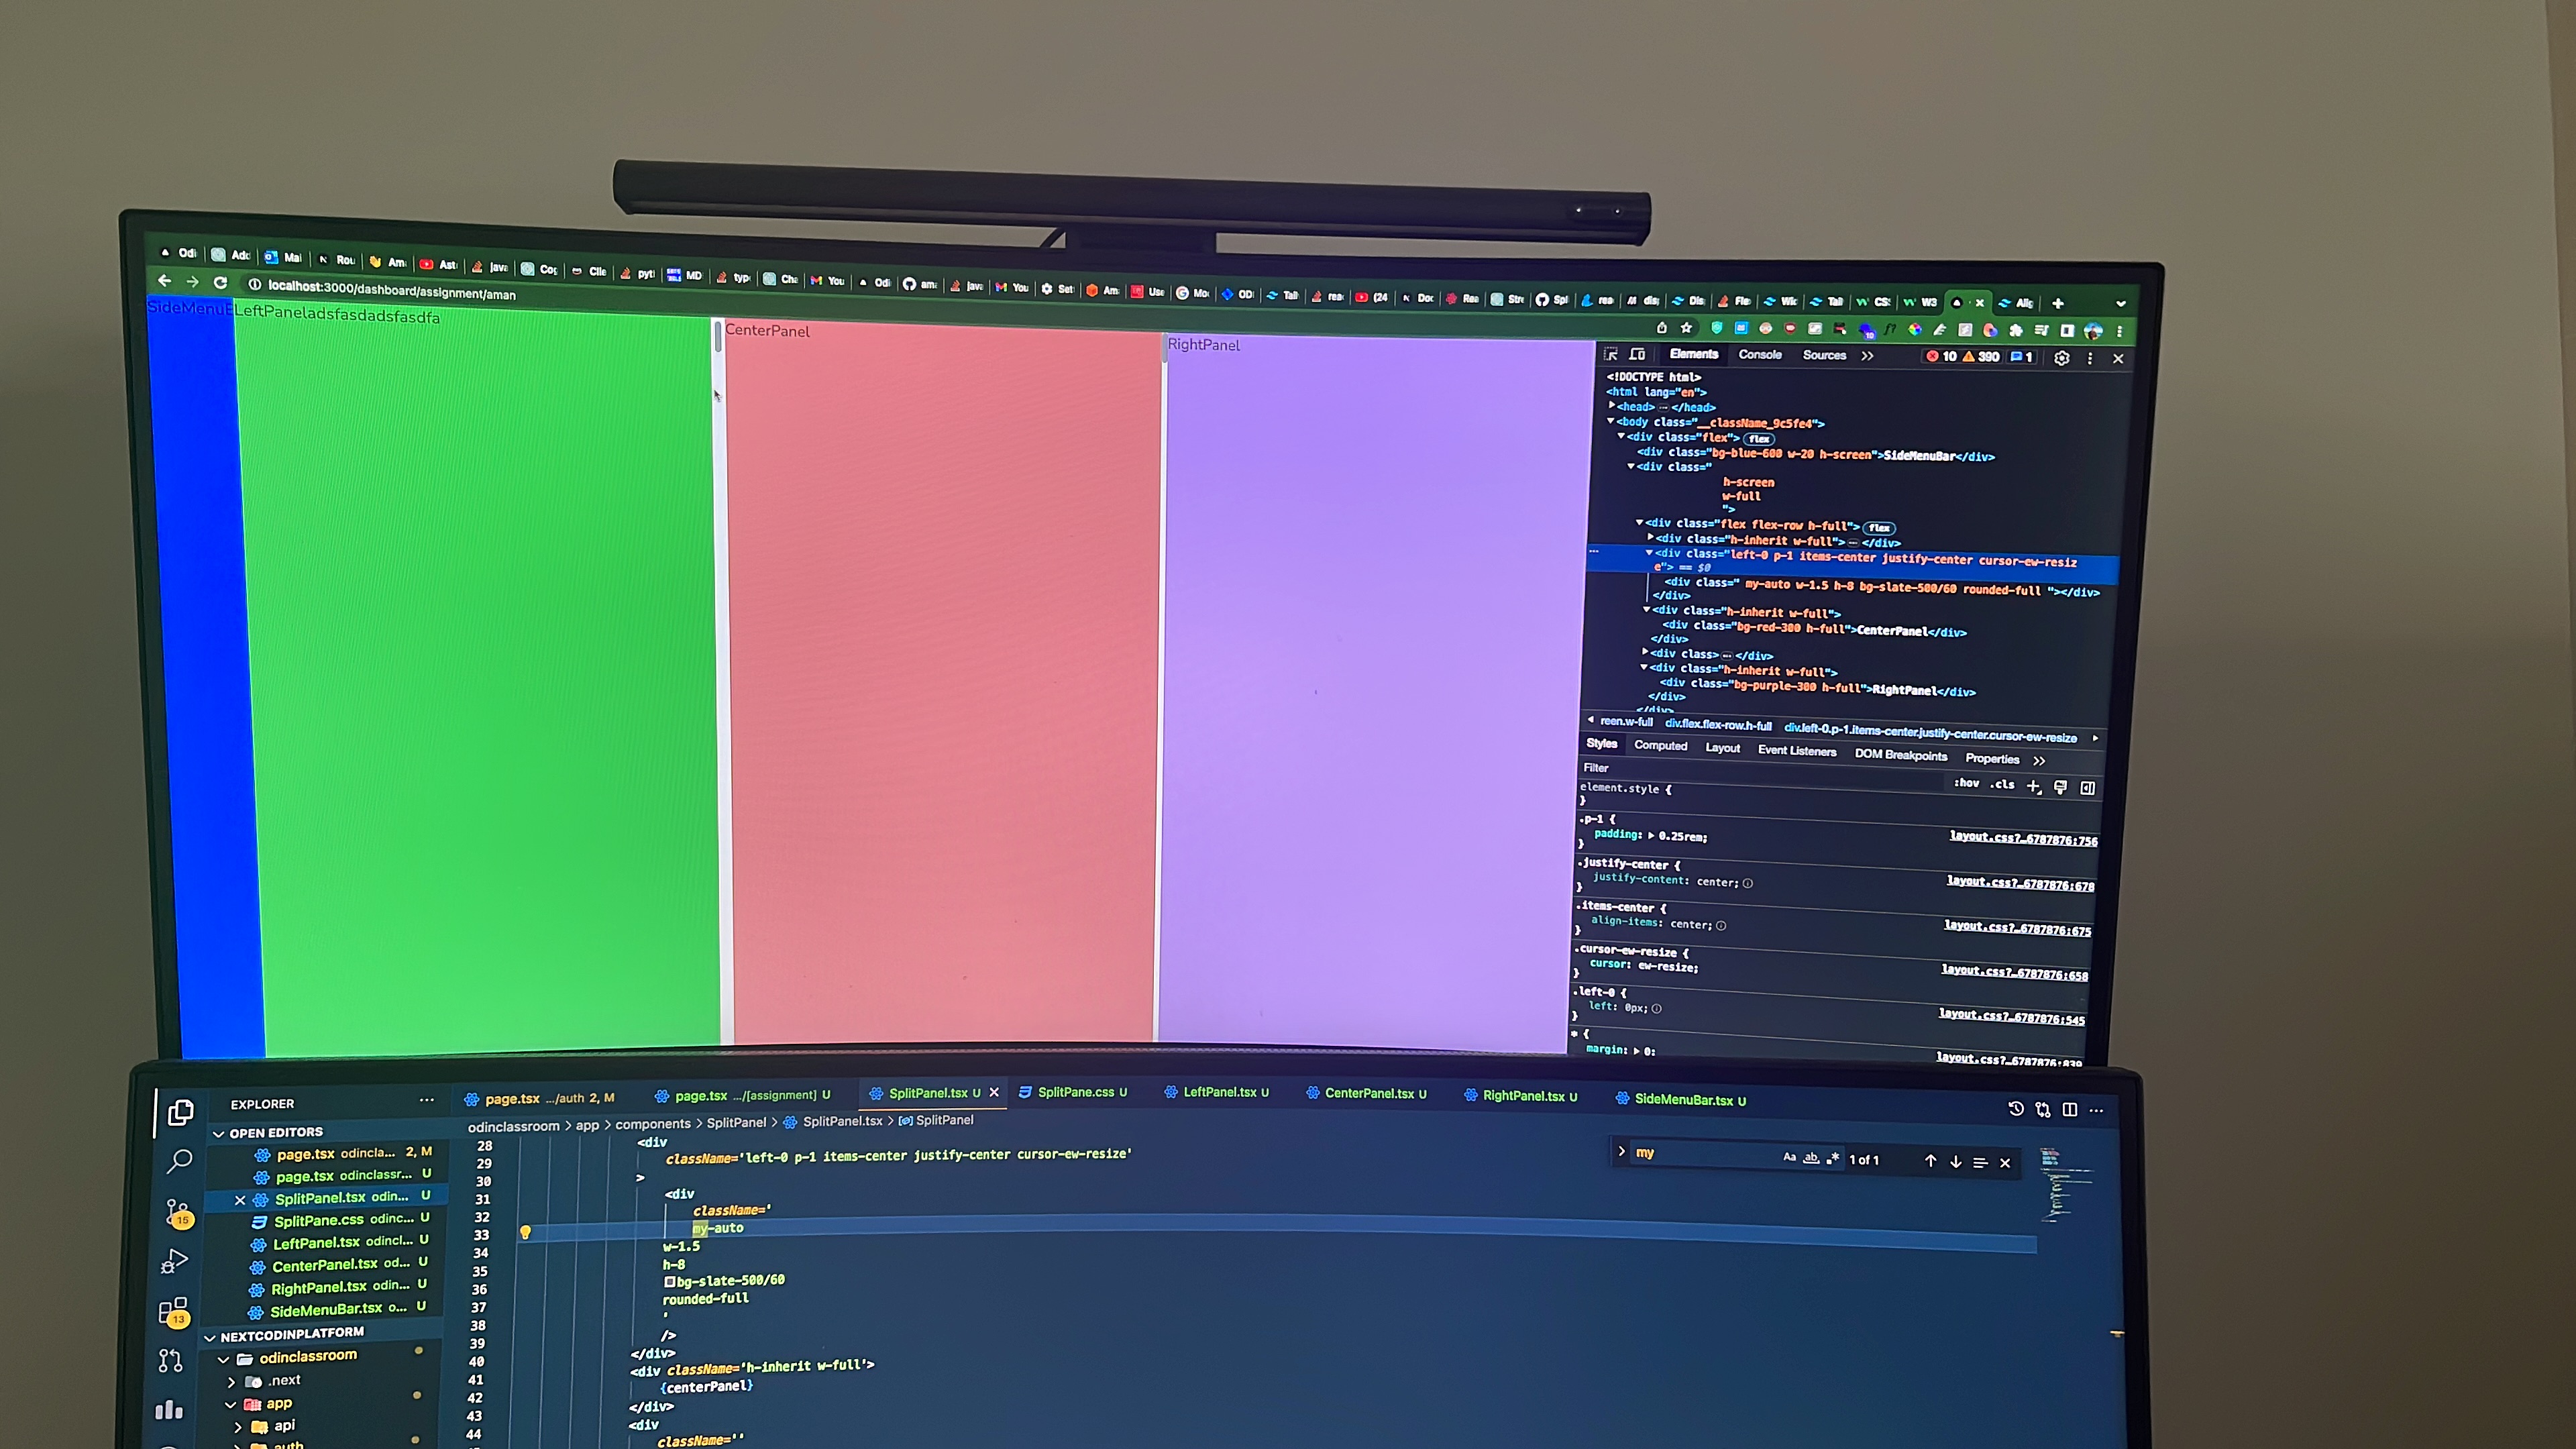 Odi Adc Mai Rou Am Ast Java Coç Clie pyt MD type Cha You Odi am java You Set Am Use Mo OD Tail rea (24 Doc Rea Stre Spl rea dis Dis Fle Wic Tail CS W3 Alig
localhost:3000/dashboard/assignment/aman
SideMenuB
LeftPaneladsfasdadsfasdfa
CenterPanel
RightPanel
Elements Console Sources 10 390 1
<!DOCTYPE html>
<html lang="en">
<head> … </head>
<body class="__className_9c5fe4">
<div class="flex"> flex
<div class="bg-blue-600 w-20 h-screen">SideMenuBar</div>
<div class="
h-screen
w-full
">
<div class="flex flex-row h-full"> flex
<div class="h-inherit w-full"> … </div>
<div class="left-0 p-1 items-center justify-center cursor-ew-resiz
e"> == $0
<div class=" my-auto w-1.5 h-8 bg-slate-500/60 rounded-full "></div>
</div>
<div class="h-inherit w-full">
<div class="bg-red-300 h-full">CenterPanel</div>
</div>
<div class> … </div>
<div class="h-inherit w-full">
<div class="bg-purple-300 h-full">RightPanel</div>
</div>
</div>
reen.w-full div.flex.flex-row.h-full div.left-0.p-1.items-center.justify-center.cursor-ew-resize
Styles Computed Layout Event Listeners DOM Breakpoints Properties
Filter :hov .cls
element.style {
}
.p-1 { layout.css?…6787876:756
padding: 0.25rem;
}
.justify-center { layout.css?…6787876:678
justify-content: center;
}
.items-center { layout.css?…6787876:675
align-items: center;
}
.cursor-ew-resize { layout.css?…6787876:658
cursor: ew-resize;
}
.left-0 { layout.css?…6787876:545
left: 0px;
}
* { layout.css?…6787876:839
margin: 0;
EXPLORER
OPEN EDITORS
page.tsx odincla... 2, M
page.tsx odinclassr... U
SplitPanel.tsx odin... U
SplitPane.css odinc... U
LeftPanel.tsx odincl... U
CenterPanel.tsx od... U
RightPanel.tsx odin... U
SideMenuBar.tsx o... U
NEXTCODINPLATFORM
odinclassroom
.next
app
api
auth
15
13
page.tsx .../auth 2, M page.tsx .../[assignment] U SplitPanel.tsx U SplitPane.css U LeftPanel.tsx U CenterPanel.tsx U RightPanel.tsx U SideMenuBar.tsx U
odinclassroom > app > components > SplitPanel > SplitPanel.tsx > SplitPanel
my Aa ab 1 of 1
28 <div
29 className='left-0 p-1 items-center justify-center cursor-ew-resize'
30 >
31 <div
32 className='
33 my-auto
34 w-1.5
35 h-8
36 bg-slate-500/60
37 rounded-full
38 '
39 />
40 </div>
41 <div className='h-inherit w-full'>
42 {centerPanel}
43 </div>
44 <div
className=''